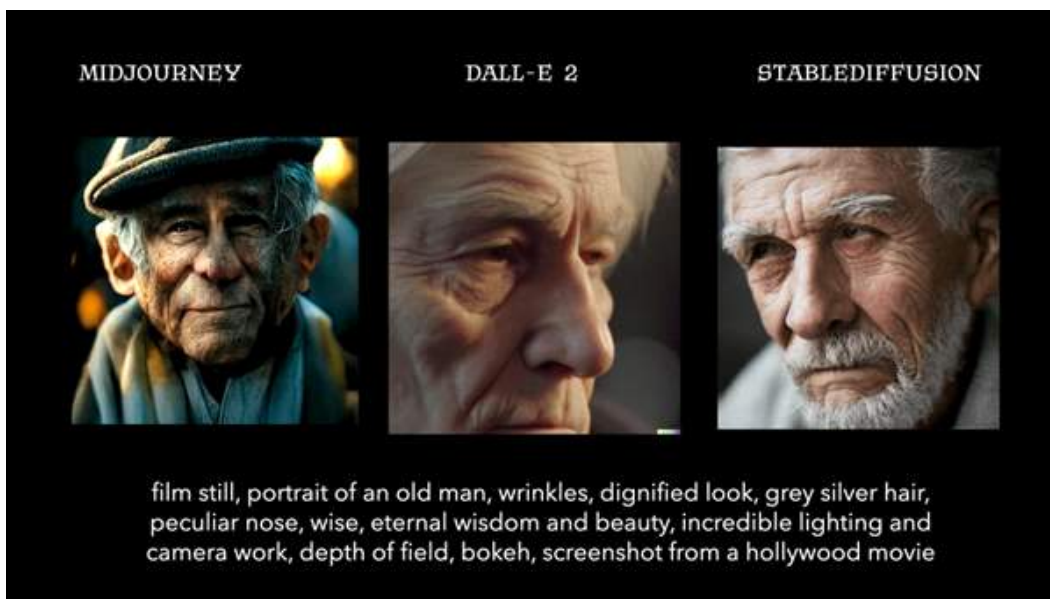 MIDJOURNEY
DALL-E 2
STABLEDIFFUSION
film still, portrait of an old man, wrinkles, dignified look, grey silver hair,
peculiar nose, wise, eternal wisdom and beauty, incredible lighting and
camera work, depth of field, bokeh, screenshot from a hollywood movie